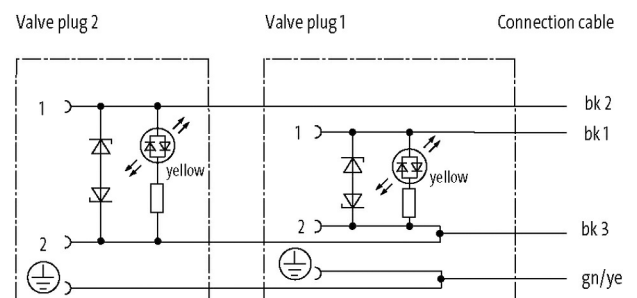 Valve plug 2 Valve plug 1 Connection cable
1 bk 2
1 bk 1
yellow
yellow
2 bk 3
2
gn/ye